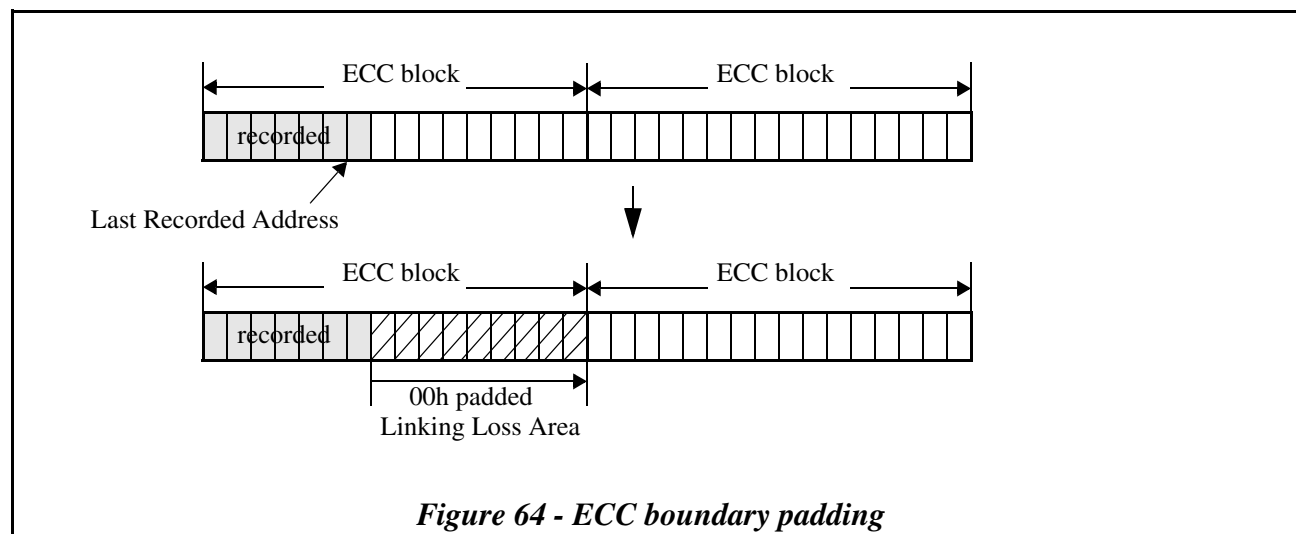 ECC block ECC block
recorded
Last Recorded Address
ECC block ECC block
recorded
00h padded
Linking Loss Area
Figure 64 - ECC boundary padding